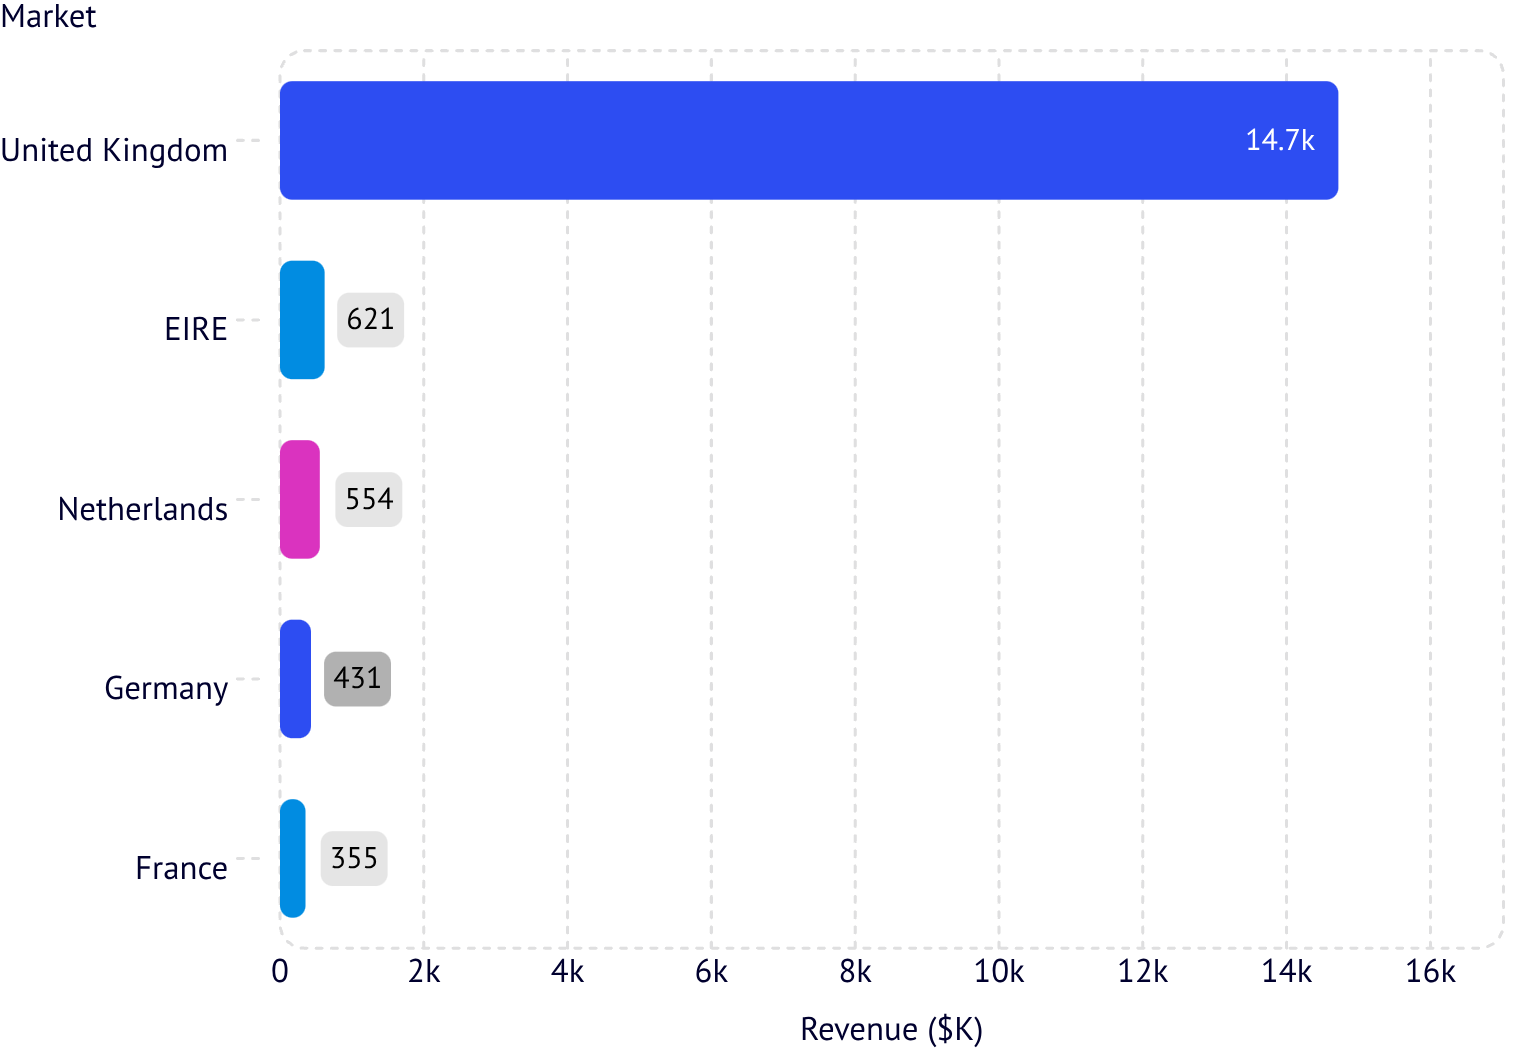 Market
United Kingdom
14.7k
EIRE
621
Netherlands
554
Germany
431
France
355
0 2k 4k 6k 8k 10k 12k 14k 16k
Revenue ($K)